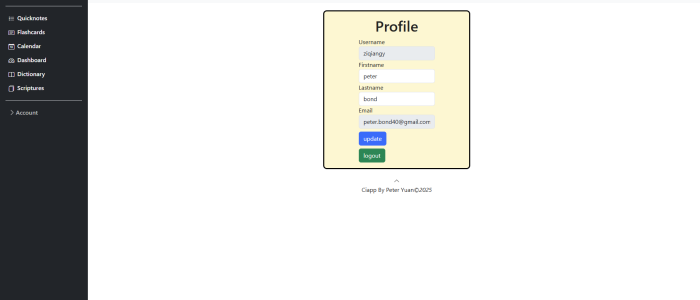 Quicknotes
Flashcards
Calendar
Dashboard
Dictionary
Scriptures
Account
Profile
Username
ziqiangy
Firstname
peter
Lastname
bond
Email
peter.bond40@gmail.com
update
logout
Ciapp By Peter Yuan©2025